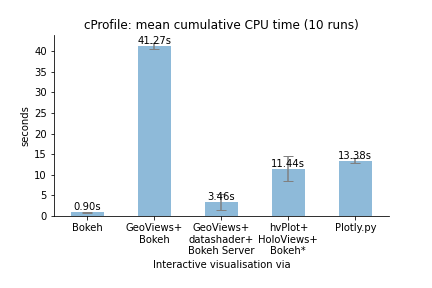 cProfile: mean cumulative CPU time (10 runs)
seconds
40
35
30
25
20
15
10
5
0
0.90s
41.27s
3.46s
11.44s
13.38s
Bokeh
GeoViews+
Bokeh
GeoViews+
datashader+
Bokeh Server
hvPlot+
HoloViews+
Bokeh*
Plotly.py
Interactive visualisation via